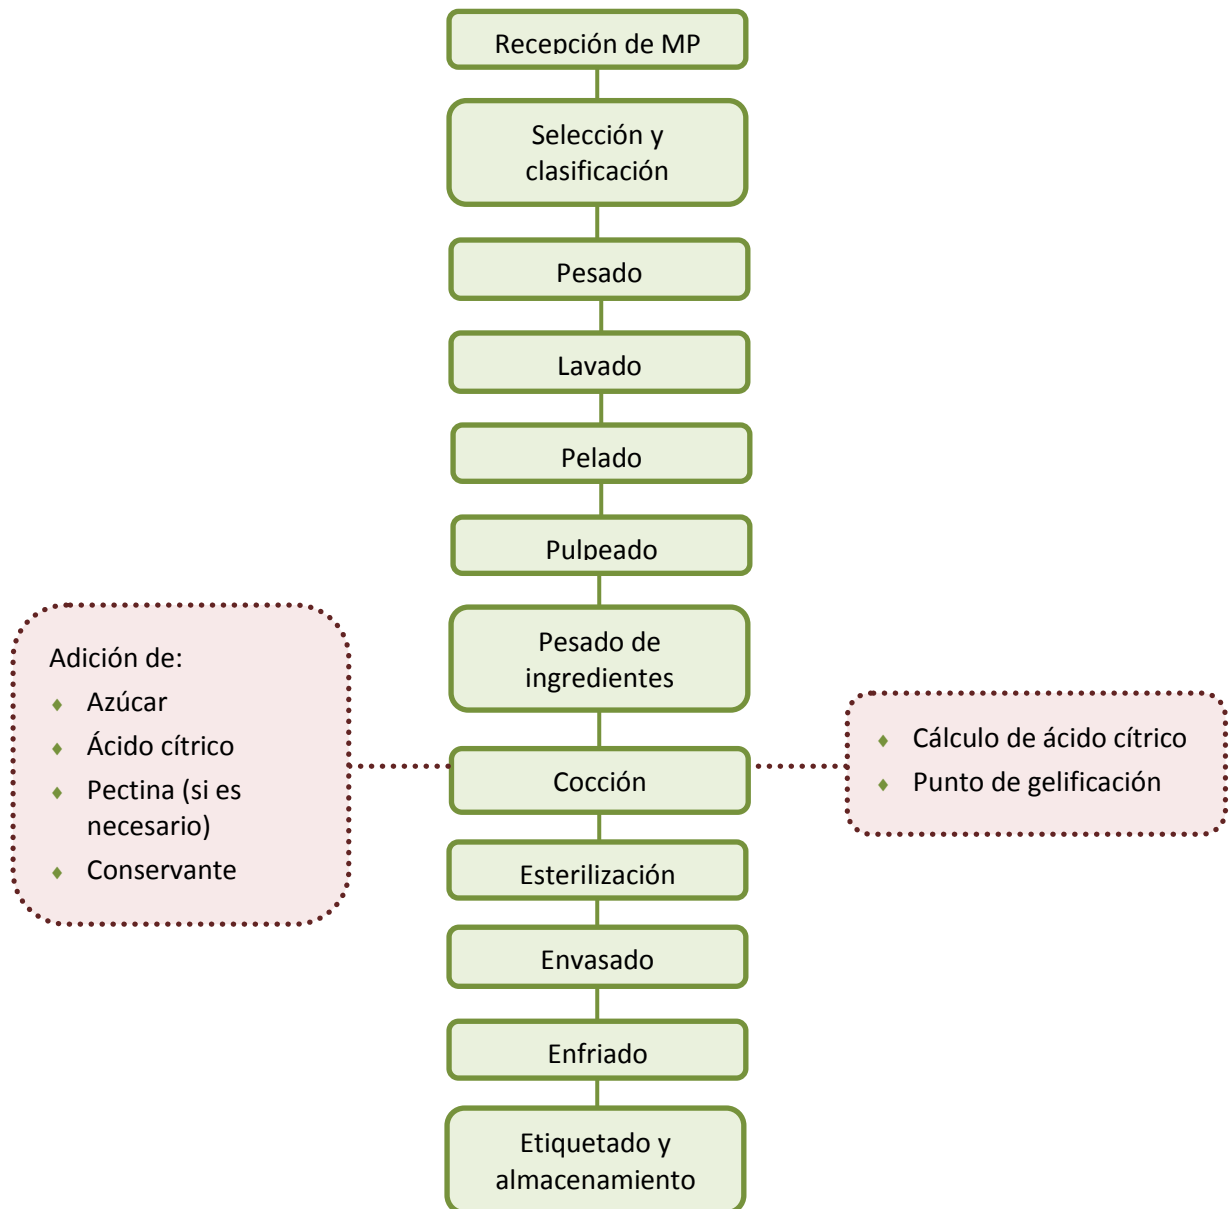 Recepción de MP
Selección y
clasificación
Pesado
Lavado
Pelado
Pulpeado
Pesado de
ingredientes
Adición de:
Azúcar
Ácido cítrico
Pectina (si es
necesario)
Conservante
Cocción
Cálculo de ácido cítrico
Punto de gelificación
Esterilización
Envasado
Enfriado
Etiquetado y
almacenamiento